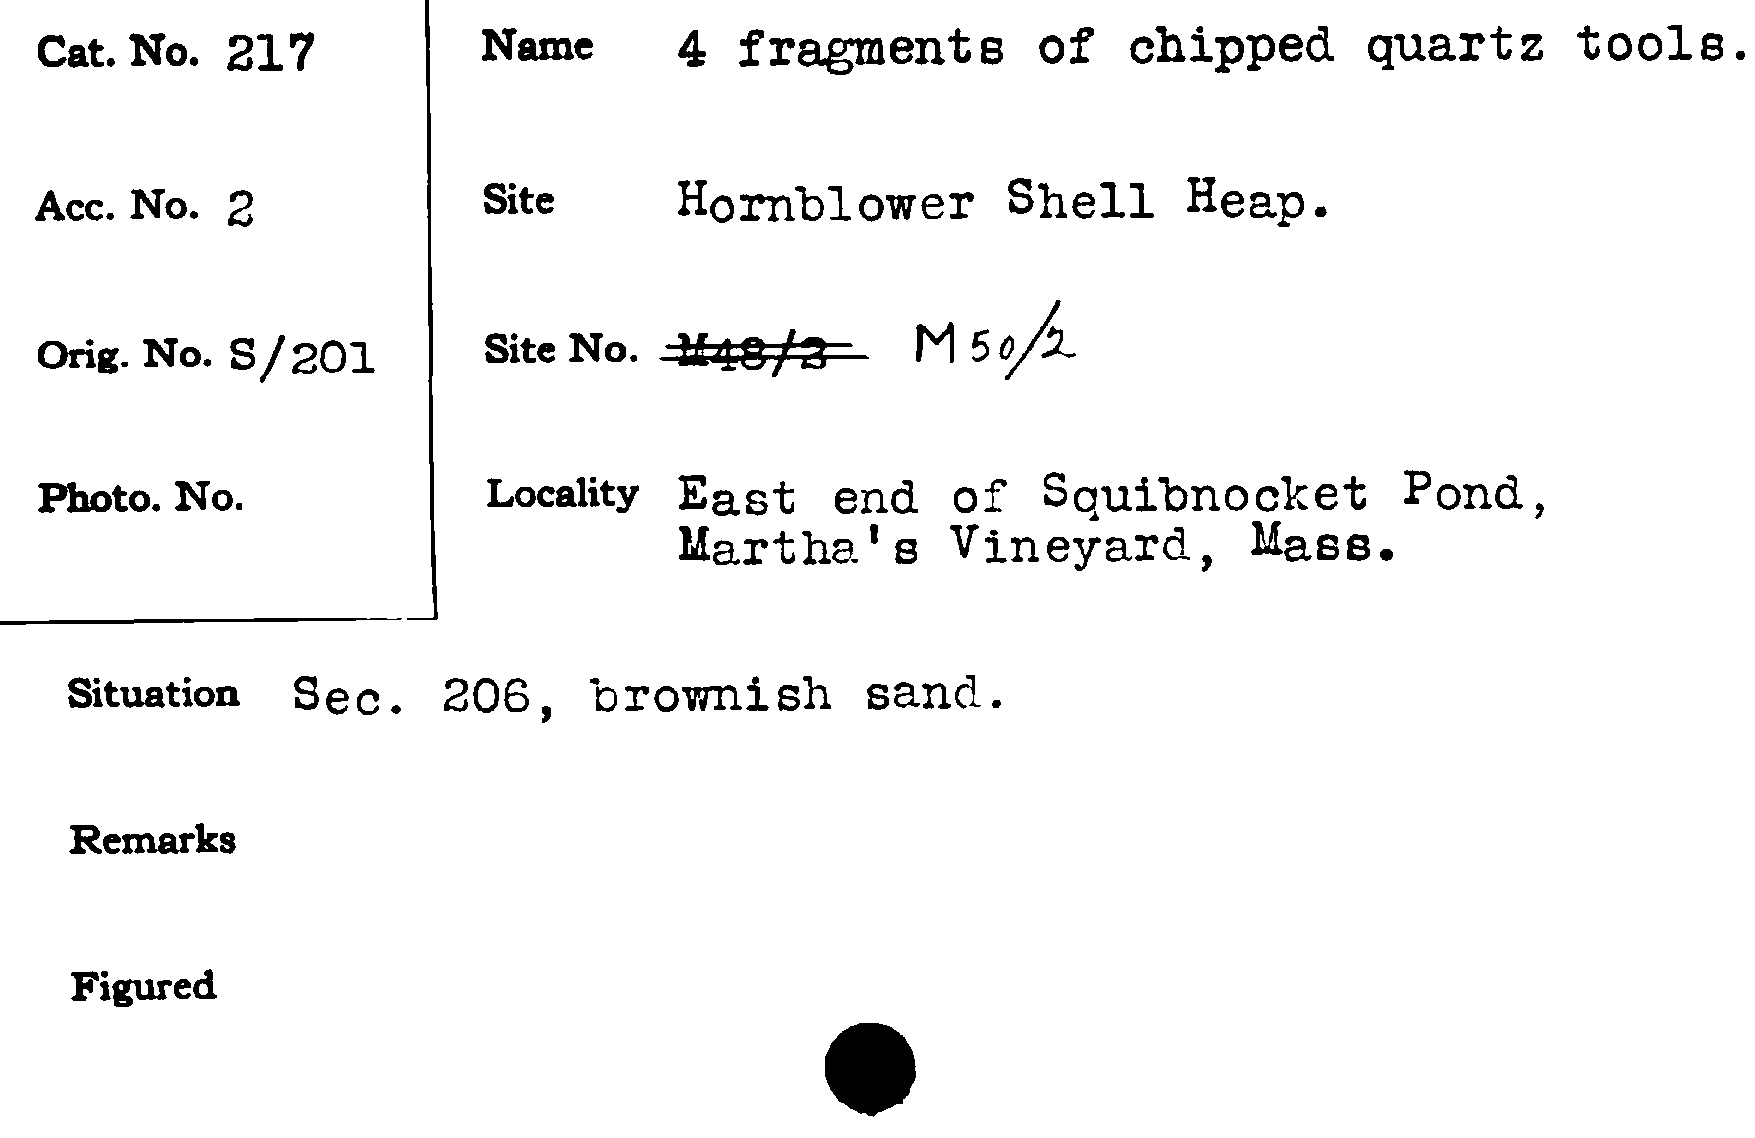 Cat. No. 217
Name 4 fragments of chipped quartz tools.
Acc. No. 2
Site Hornblower Shell Heap.
Orig. No. S/201
Site No. M48/2 M50/2
Photo. No.
Locality East end of Squibnocket Pond,
Martha's Vineyard, Mass.
Situation Sec. 206, brownish sand.
Remarks
Figured